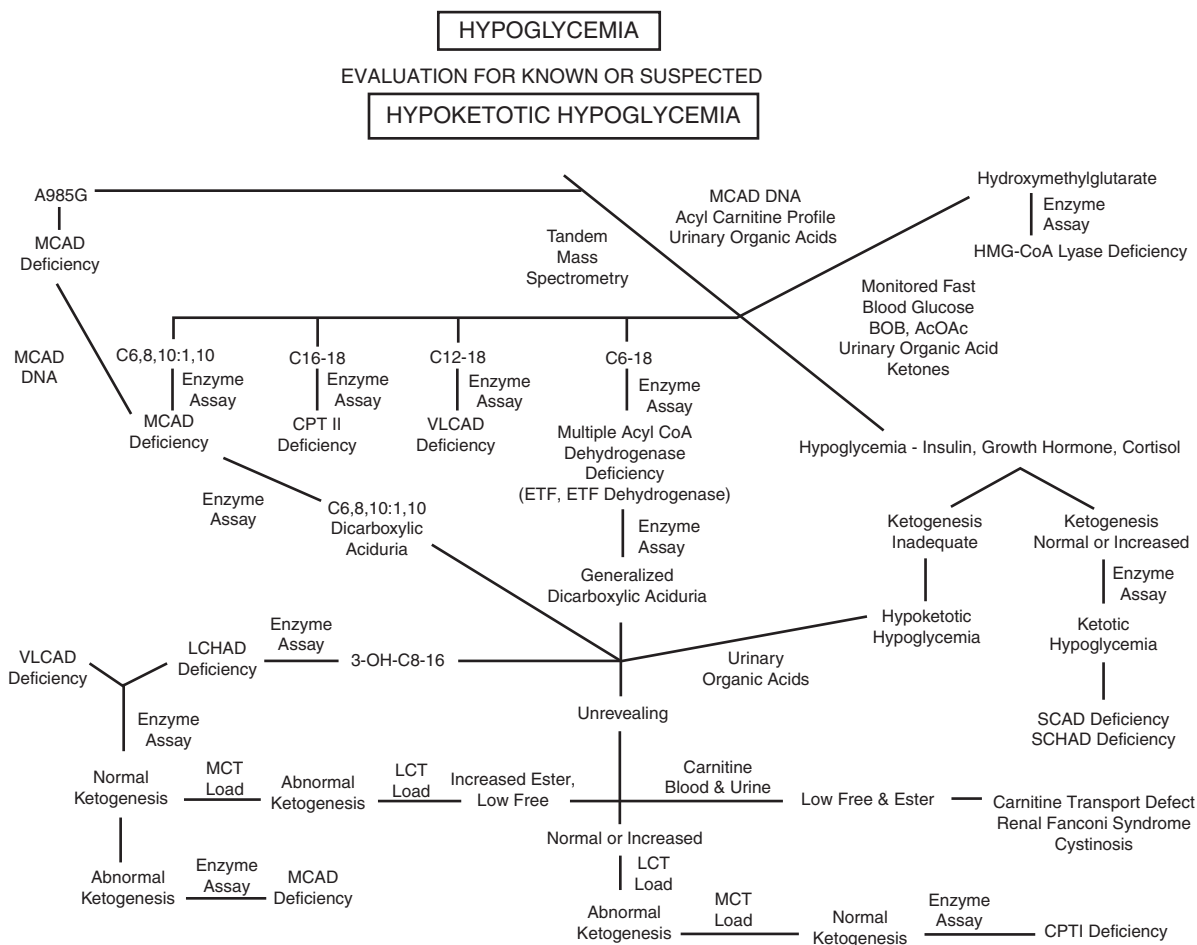 HYPOGLYCEMIA
EVALUATION FOR KNOWN OR SUSPECTED
HYPOKETOTIC HYPOGLYCEMIA
A985G
MCAD
Deficiency
MCAD
DNA
Tandem
Mass
Spectrometry
MCAD DNA
Acyl Carnitine Profile
Urinary Organic Acids
Hydroxymethylglutarate
Enzyme
Assay
HMG-CoA Lyase Deficiency
Monitored Fast
Blood Glucose
BOB, AcOAc
Urinary Organic Acid
Ketones
C6,8,10:1,10
Enzyme
Assay
MCAD
Deficiency
C16-18
Enzyme
Assay
CPT II
Deficiency
C12-18
Enzyme
Assay
VLCAD
Deficiency
C6-18
Enzyme
Assay
Multiple Acyl CoA
Dehydrogenase
Deficiency
(ETF, ETF Dehydrogenase)
Enzyme
Assay
Generalized
Dicarboxylic Aciduria
Enzyme
Assay
C6,8,10:1,10
Dicarboxylic
Aciduria
Hypoglycemia - Insulin, Growth Hormone, Cortisol
Ketogenesis
Inadequate
Hypoketotic
Hypoglycemia
Ketogenesis
Normal or Increased
Enzyme
Assay
Ketotic
Hypoglycemia
SCAD Deficiency
SCHAD Deficiency
Urinary
Organic Acids
VLCAD
Deficiency
LCHAD
Deficiency
Enzyme
Assay
3-OH-C8-16
Enzyme
Assay
Unrevealing
Normal
Ketogenesis
MCT
Load
Abnormal
Ketogenesis
LCT
Load
Increased Ester,
Low Free
Carnitine
Blood & Urine
Low Free & Ester
Carnitine Transport Defect
Renal Fanconi Syndrome
Cystinosis
Abnormal
Ketogenesis
Enzyme
Assay
MCAD
Deficiency
Normal or Increased
LCT
Load
Abnormal
Ketogenesis
MCT
Load
Normal
Ketogenesis
Enzyme
Assay
CPTI Deficiency